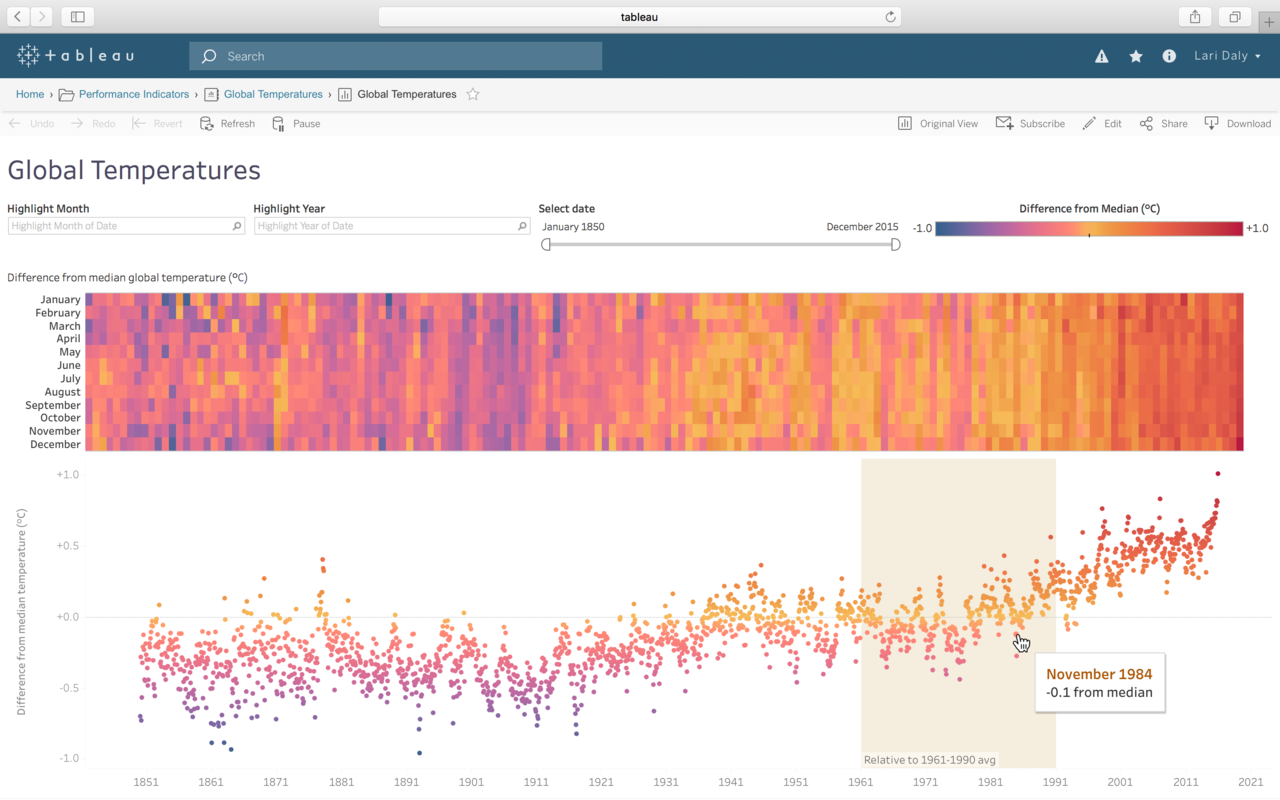 tableau
+ a b | e a u
Search
Lari Daly
Home › Performance Indicators › Global Temperatures › Global Temperatures
Undo Redo Revert Refresh Pause Original View Subscribe Edit Share Download
Global Temperatures
Highlight Month Highlight Year Select date Difference from Median (ºC)
Highlight Month of Date Highlight Year of Date January 1850 December 2015 -1.0 +1.0
Difference from median global temperature (ºC)
January
February
March
April
May
June
July
August
September
October
November
December
Difference from median temperature (ºC)
+1.0
+0.5
+0.0
-0.5
-1.0
November 1984
-0.1 from median
Relative to 1961-1990 avg
1851 1861 1871 1881 1891 1901 1911 1921 1931 1941 1951 1961 1971 1981 1991 2001 2011 2021